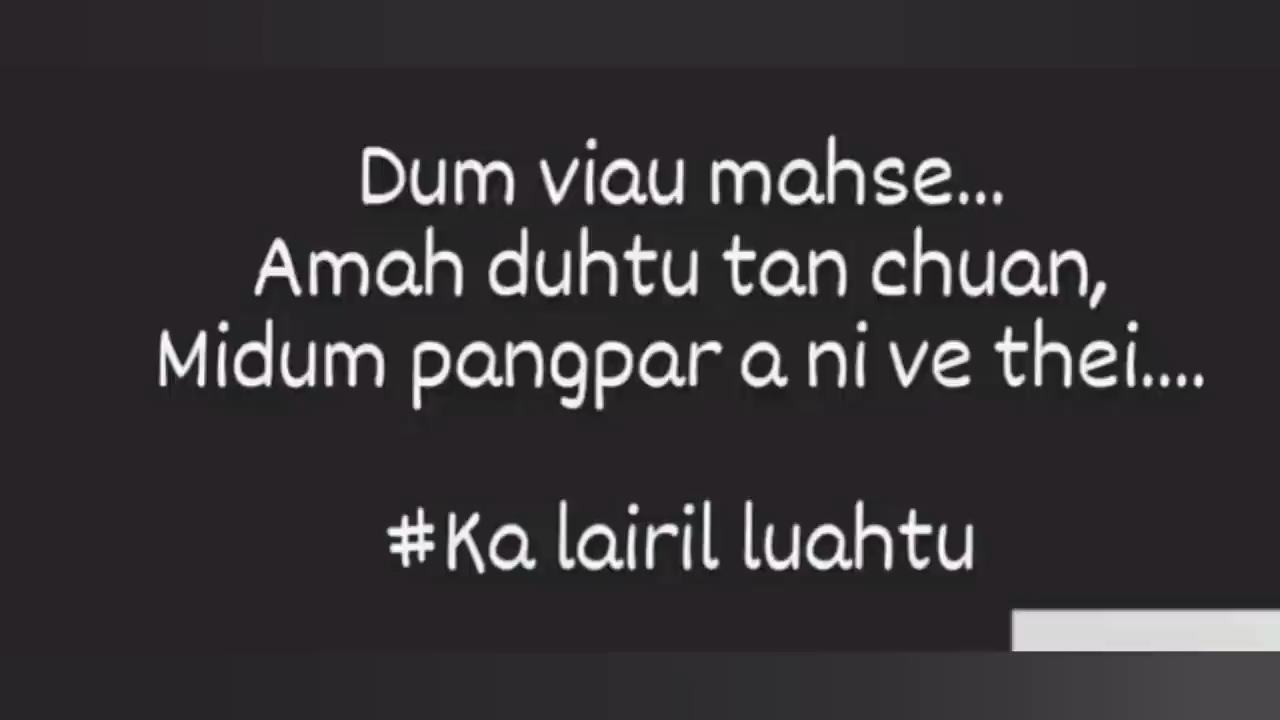 Dum viau mahse...
Amah duhtu tan chuan,
Midum pangpar a ni ve thei....
#Ka lairil luahtu